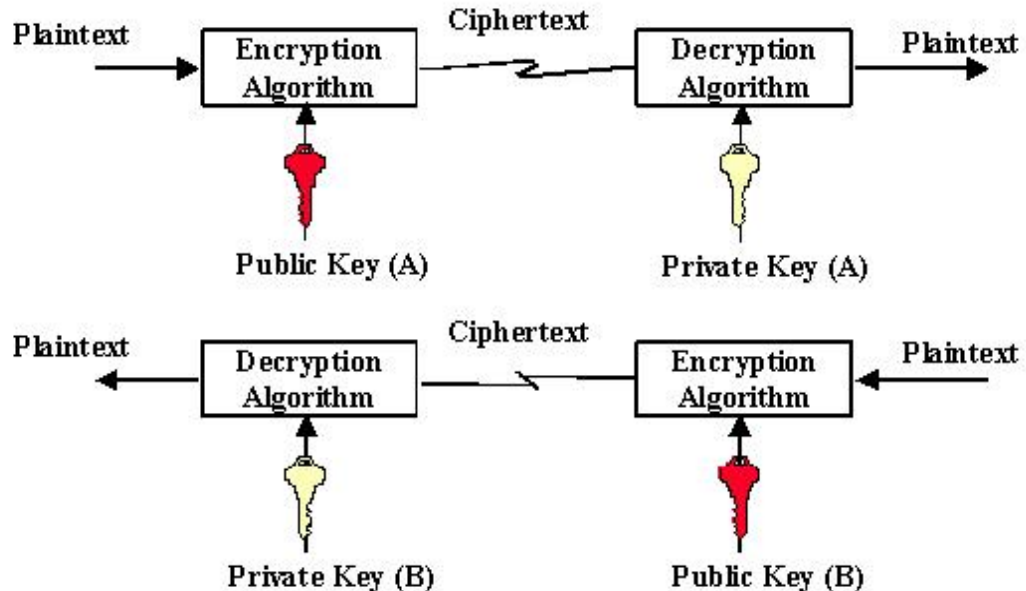 Plaintext
Encryption
Algorithm
Ciphertext
Decryption
Algorithm
Plaintext
Public Key (A)
Private Key (A)
Plaintext
Decryption
Algorithm
Ciphertext
Encryption
Algorithm
Plaintext
Private Key (B)
Public Key (B)